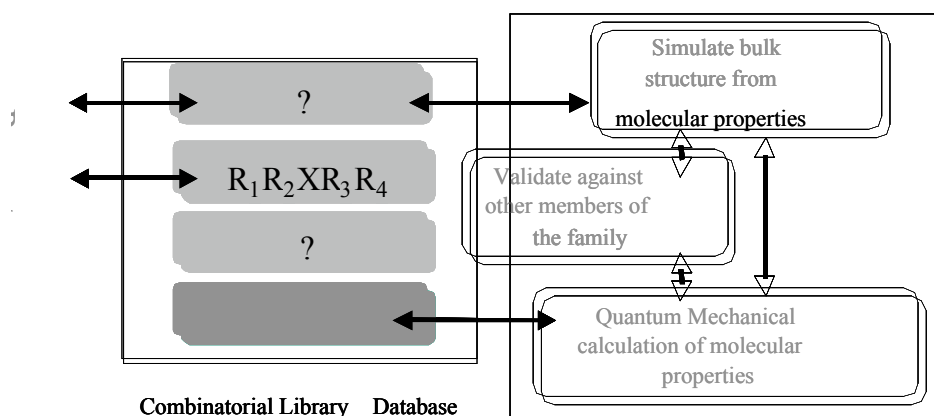 ?
R₁R₂XR₃R₄
?
Combinatorial Library Database
Simulate bulk
structure from
molecular properties
Validate against
other members of
the family
Quantum Mechanical
calculation of molecular
properties